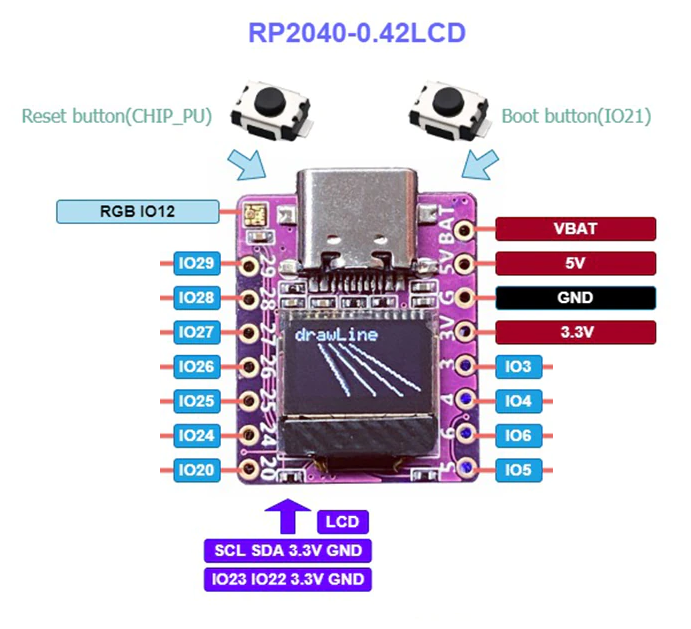 RP2040-0.42LCD
Reset button(CHIP_PU)
Boot button(IO21)
RGB IO12
VBAT
VBAT
5V
5V
IO29
29
G
GND
IO28
28
3V
3.3V
IO27
27
IO26
26
3
IO3
IO25
25
4
IO4
IO24
24
6
IO6
IO20
20
5
IO5
drawLine
LCD
SCL SDA 3.3V GND
IO23 IO22 3.3V GND